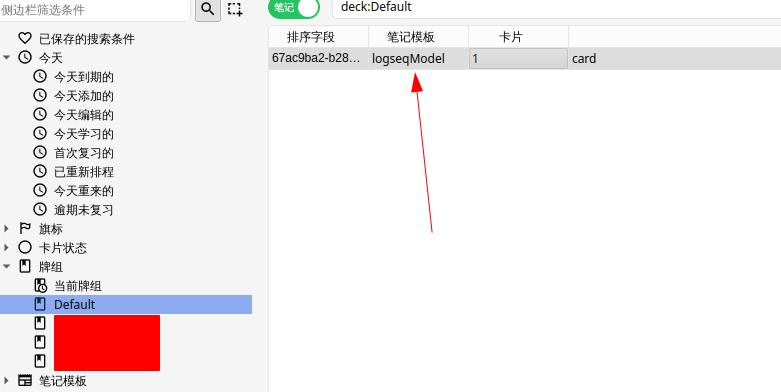 侧边栏筛选条件
笔记
deck:Default
排序字段 笔记模板 卡片
67ac9ba2-b28... logseqModel 1 card
已保存的搜索条件
今天
今天到期的
今天添加的
今天编辑的
今天学习的
首次复习的
已重新排程
今天重来的
逾期未复习
旗标
卡片状态
牌组
当前牌组
Default
笔记模板